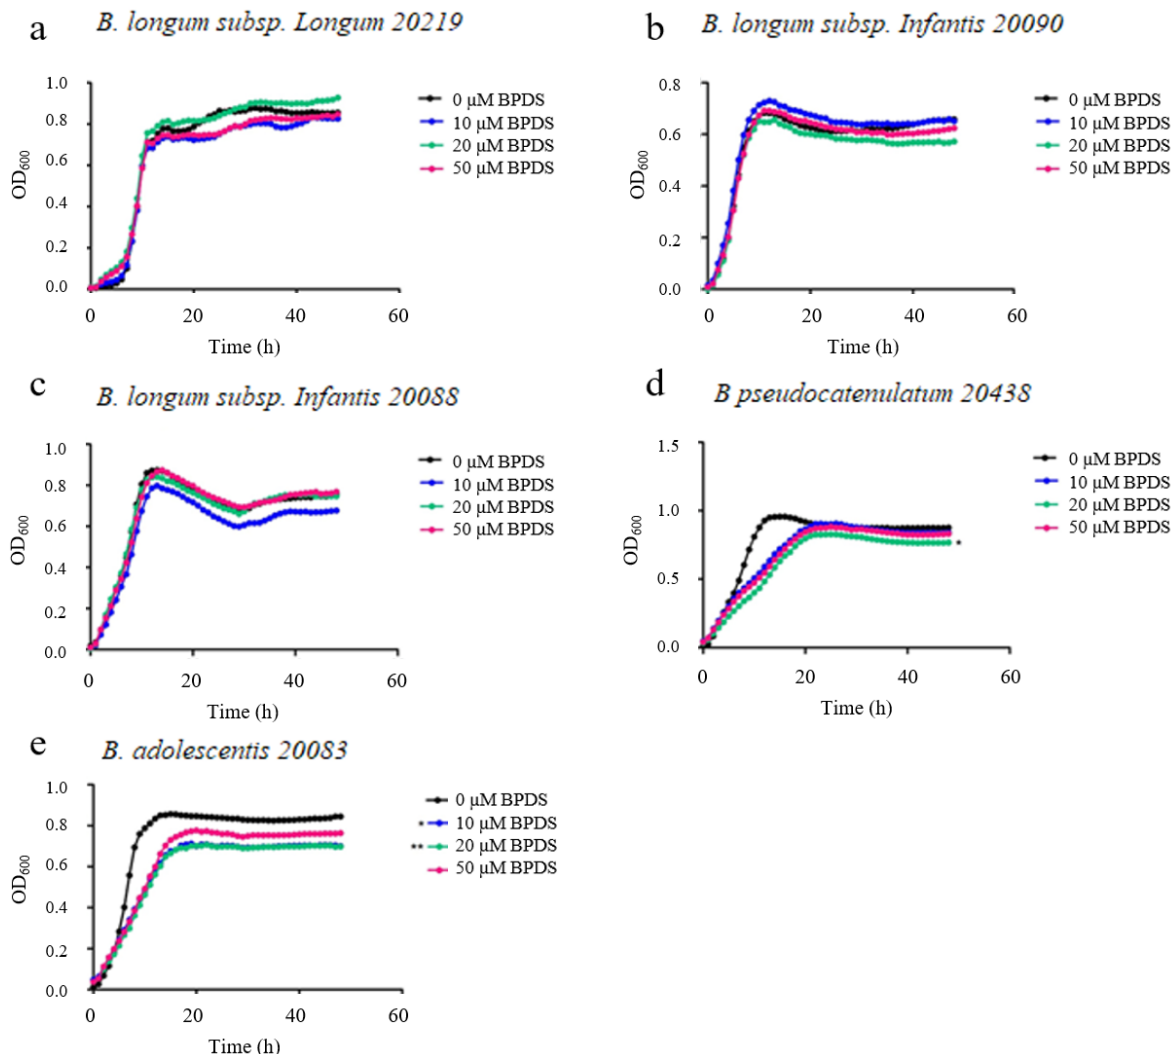 a B. longum subsp. Longum 20219
1.0
0.8
0.6
0.4
0.2
0.0
OD600
0 20 40 60
Time (h)
0 µM BPDS
10 µM BPDS
20 µM BPDS
50 µM BPDS
b B. longum subsp. Infantis 20090
0.8
0.6
0.4
0.2
0.0
OD600
0 20 40 60
Time (h)
0 µM BPDS
10 µM BPDS
20 µM BPDS
50 µM BPDS
c B. longum subsp. Infantis 20088
1.0
0.8
0.6
0.4
0.2
0.0
OD600
0 20 40 60
Time (h)
0 µM BPDS
10 µM BPDS
20 µM BPDS
50 µM BPDS
d B pseudocatenulatum 20438
1.5
1.0
0.5
0.0
OD600
0 20 40 60
Time (h)
0 µM BPDS
10 µM BPDS
20 µM BPDS
50 µM BPDS
*
e B. adolescentis 20083
1.0
0.8
0.6
0.4
0.2
0.0
OD600
0 20 40 60
Time (h)
0 µM BPDS
* 10 µM BPDS
** 20 µM BPDS
50 µM BPDS